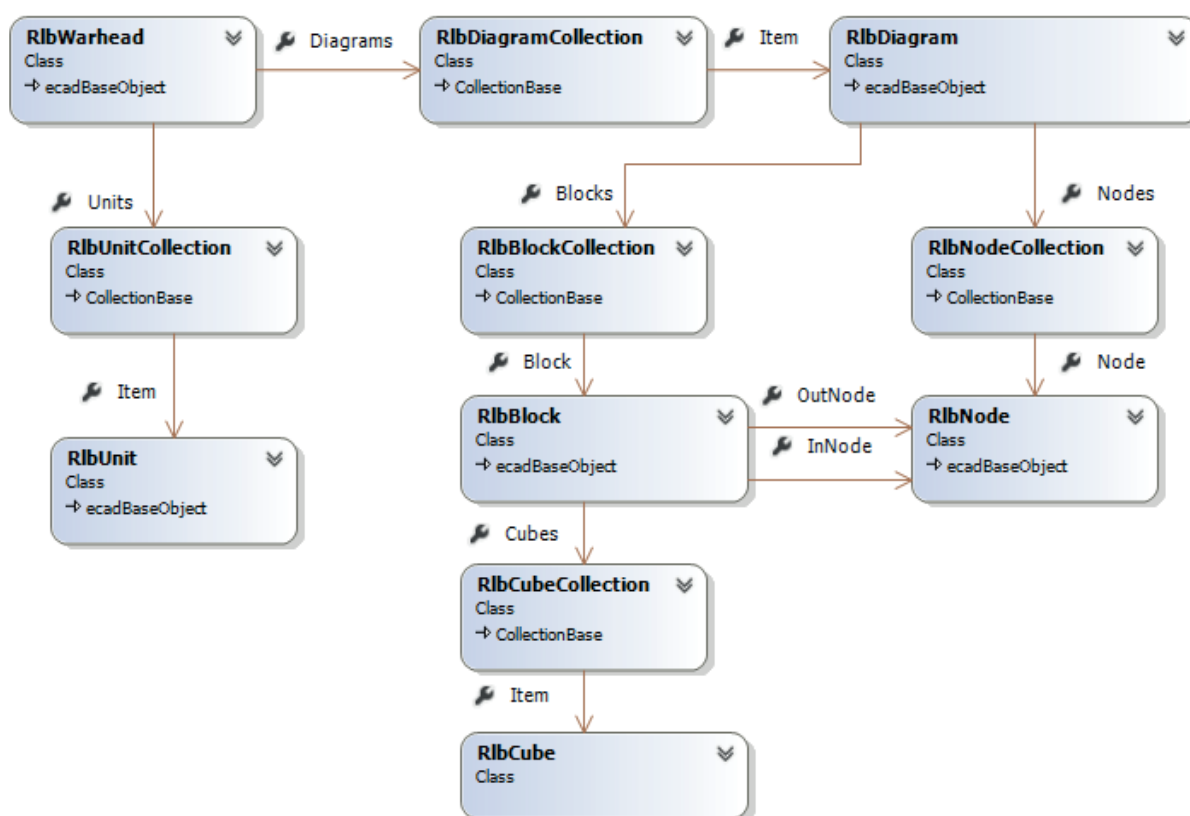 RlbWarhead
Class
ecadBaseObject
Diagrams
RlbDiagramCollection
Class
CollectionBase
Item
RlbDiagram
Class
ecadBaseObject
Units
Blocks
Nodes
RlbUnitCollection
Class
CollectionBase
RlbBlockCollection
Class
CollectionBase
RlbNodeCollection
Class
CollectionBase
Item
Block
Node
RlbUnit
Class
ecadBaseObject
RlbBlock
Class
ecadBaseObject
OutNode
InNode
RlbNode
Class
ecadBaseObject
Cubes
RlbCubeCollection
Class
CollectionBase
Item
RlbCube
Class